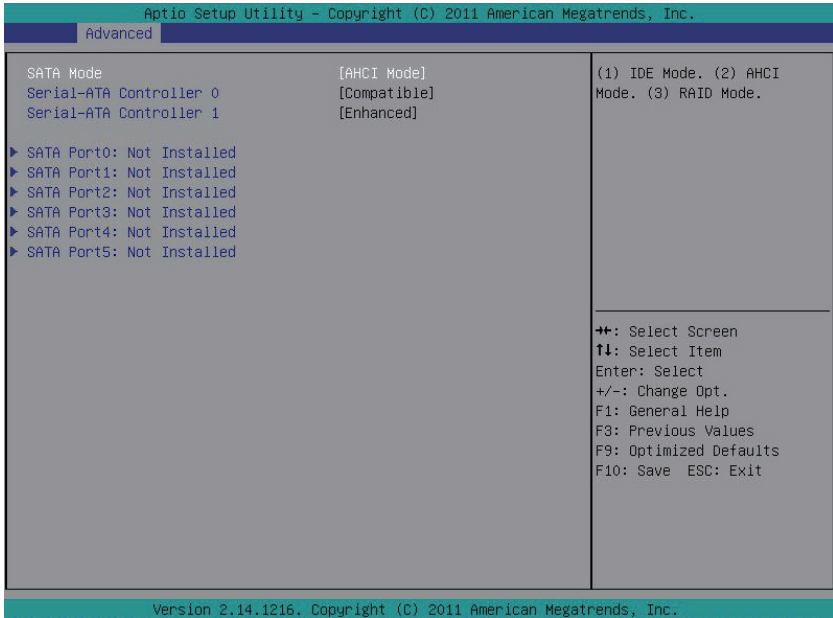 Aptio Setup Utility - Copyright (C) 2011 American Megatrends, Inc.
Advanced
SATA Mode [AHCI Mode]
Serial-ATA Controller 0 [Compatible]
Serial-ATA Controller 1 [Enhanced]
▶ SATA Port0: Not Installed
▶ SATA Port1: Not Installed
▶ SATA Port2: Not Installed
▶ SATA Port3: Not Installed
▶ SATA Port4: Not Installed
▶ SATA Port5: Not Installed
(1) IDE Mode. (2) AHCI
Mode. (3) RAID Mode.
→←: Select Screen
↑↓: Select Item
Enter: Select
+/-: Change Opt.
F1: General Help
F3: Previous Values
F9: Optimized Defaults
F10: Save ESC: Exit
Version 2.14.1216. Copyright (C) 2011 American Megatrends, Inc.